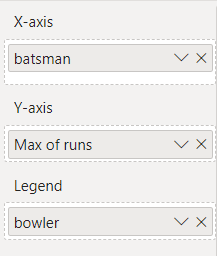 X-axis
batsman
Y-axis
Max of runs
Legend
bowler